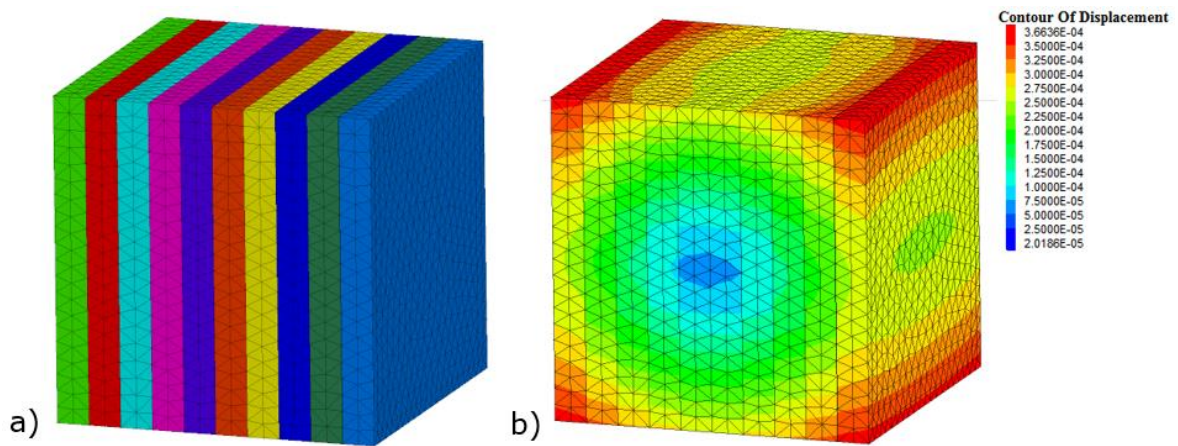 Contour Of Displacement
3.6636E-04
3.5000E-04
3.2500E-04
3.0000E-04
2.7500E-04
2.5000E-04
2.2500E-04
2.0000E-04
1.7500E-04
1.5000E-04
1.2500E-04
1.0000E-04
7.5000E-05
5.0000E-05
2.5000E-05
2.0186E-05
a)
b)